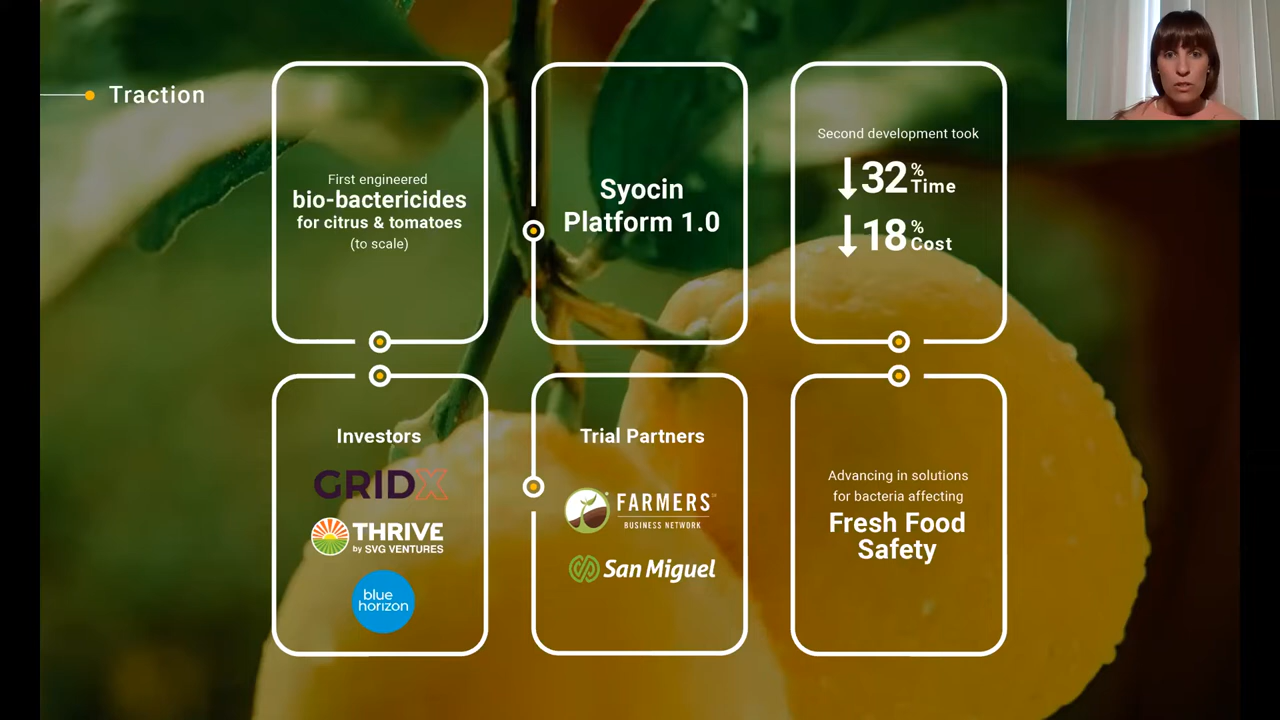 Traction
First engineered
bio-bactericides
for citrus & tomatoes
(to scale)
Syocin
Platform 1.0
Second development took
32% Time
18% Cost
Investors
GRIDX
THRIVE
by SVG VENTURES
blue
horizon
Trial Partners
FARMERS
BUSINESS NETWORK
San Miguel
Advancing in solutions
for bacteria affecting
Fresh Food
Safety